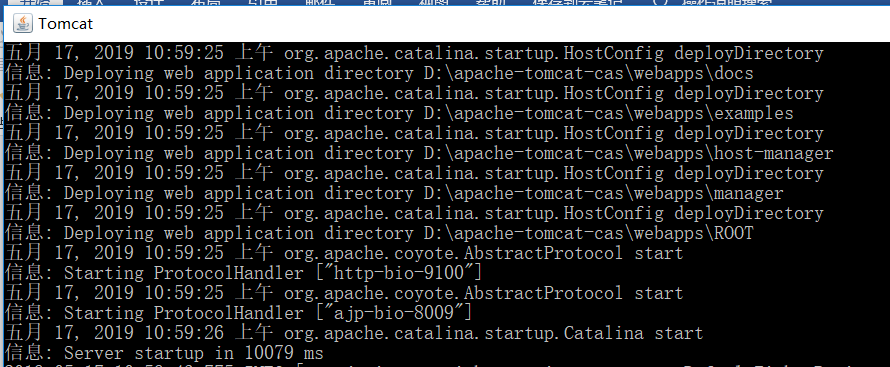 Tomcat
五月 17, 2019 10:59:25 上午 org.apache.catalina.startup.HostConfig deployDirectory
信息: Deploying web application directory D:\apache-tomcat-cas\webapps\docs
五月 17, 2019 10:59:25 上午 org.apache.catalina.startup.HostConfig deployDirectory
信息: Deploying web application directory D:\apache-tomcat-cas\webapps\examples
五月 17, 2019 10:59:25 上午 org.apache.catalina.startup.HostConfig deployDirectory
信息: Deploying web application directory D:\apache-tomcat-cas\webapps\host-manager
五月 17, 2019 10:59:25 上午 org.apache.catalina.startup.HostConfig deployDirectory
信息: Deploying web application directory D:\apache-tomcat-cas\webapps\manager
五月 17, 2019 10:59:25 上午 org.apache.catalina.startup.HostConfig deployDirectory
信息: Deploying web application directory D:\apache-tomcat-cas\webapps\ROOT
五月 17, 2019 10:59:25 上午 org.apache.coyote.AbstractProtocol start
信息: Starting ProtocolHandler ["http-bio-9100"]
五月 17, 2019 10:59:25 上午 org.apache.coyote.AbstractProtocol start
信息: Starting ProtocolHandler ["ajp-bio-8009"]
五月 17, 2019 10:59:26 上午 org.apache.catalina.startup.Catalina start
信息: Server startup in 10079 ms